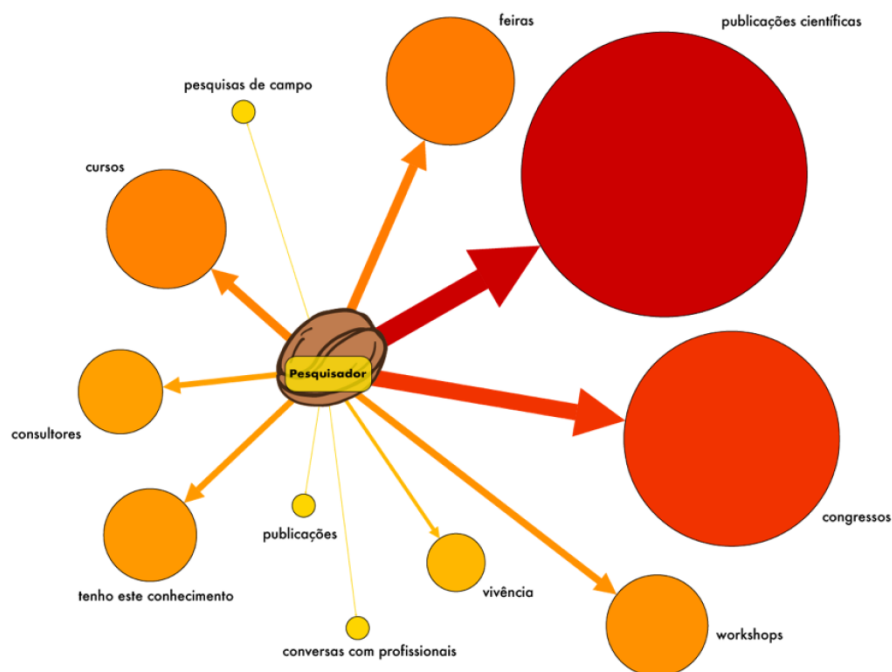 feiras
publicações científicas
pesquisas de campo
cursos
Pesquisador
consultores
congressos
publicações
tenho este conhecimento
vivência
workshops
conversas com profissionais